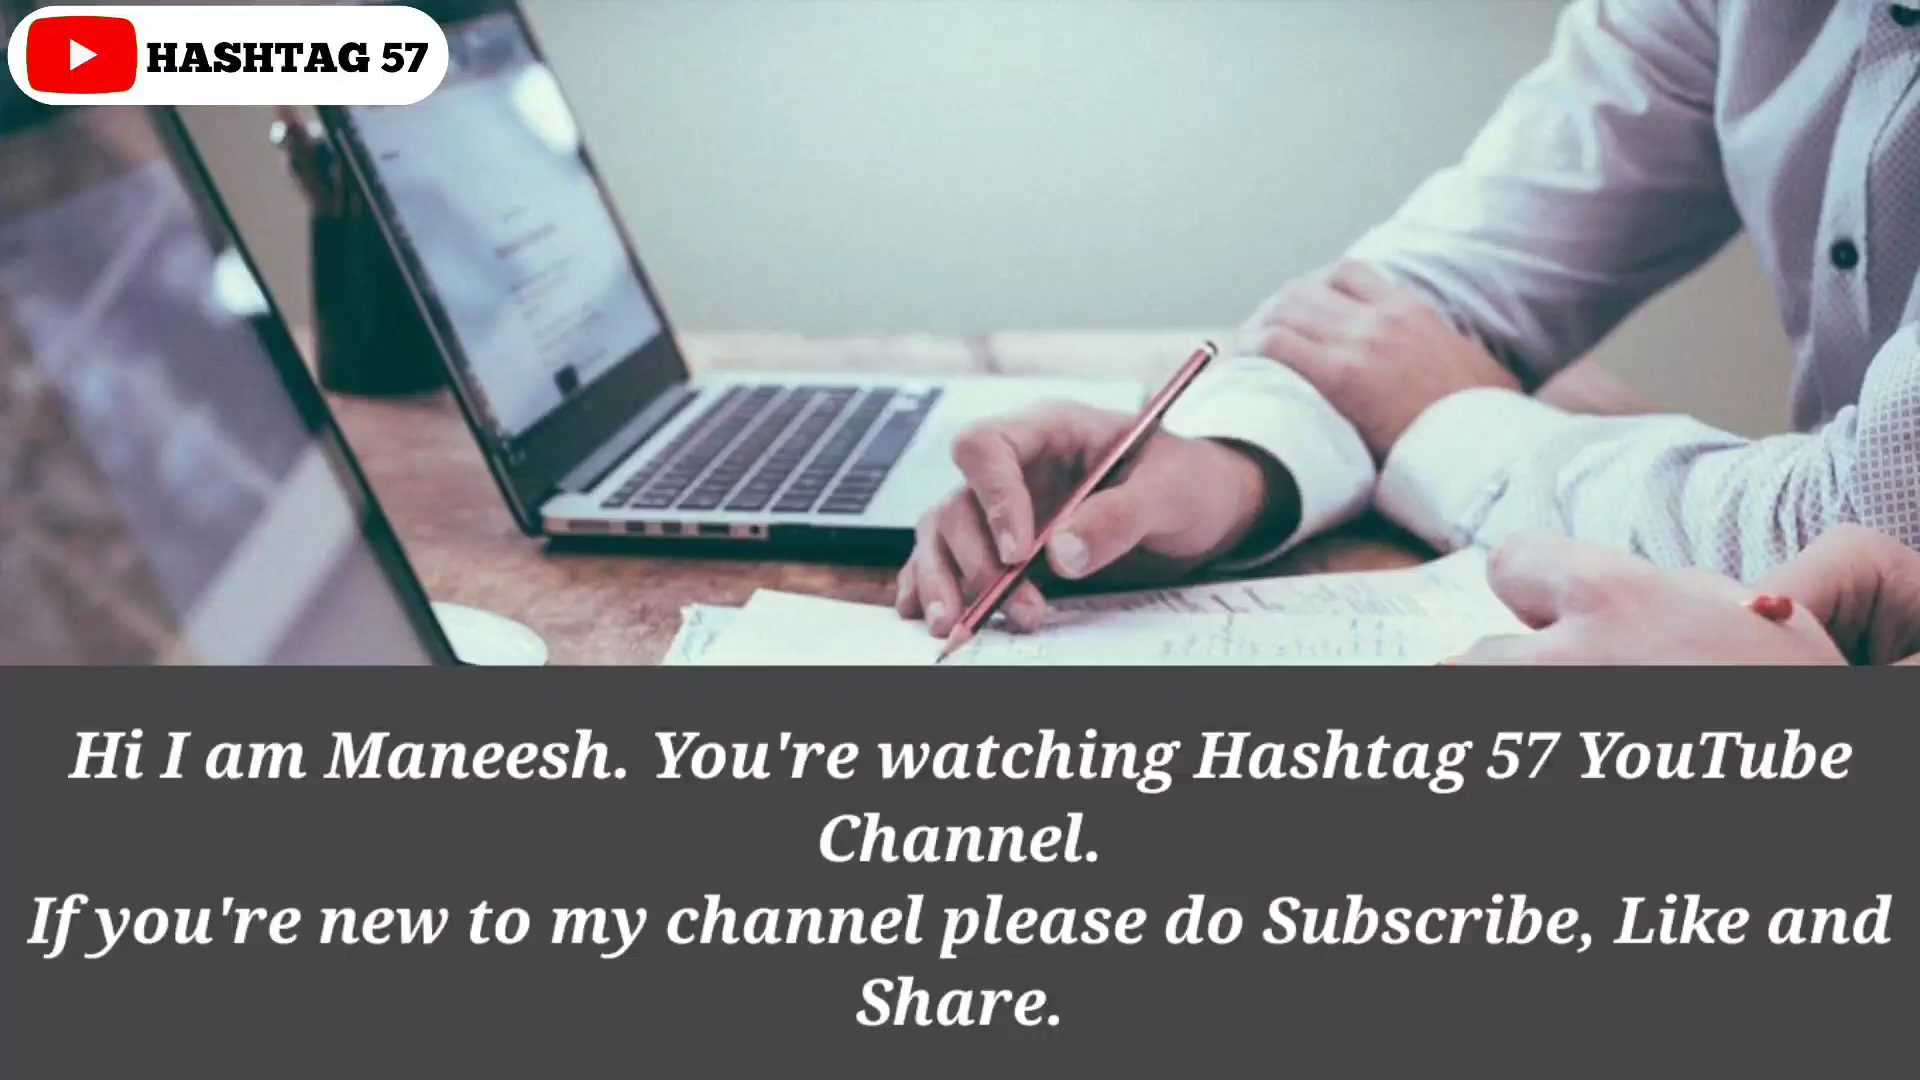 HASHTAG 57
Hi I am Maneesh. You're watching Hashtag 57 YouTube
Channel.
If you're new to my channel please do Subscribe, Like and
Share.